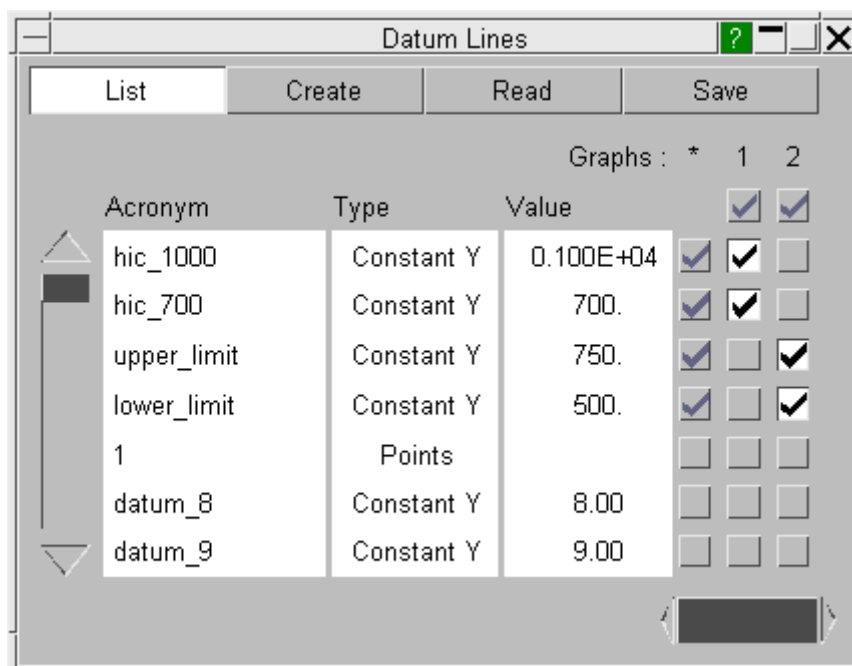 Datum Lines ?
List Create Read Save
Graphs : * 1 2
Acronym Type Value
hic_1000 Constant Y 0.100E+04
hic_700 Constant Y 700.
upper_limit Constant Y 750.
lower_limit Constant Y 500.
1 Points
datum_8 Constant Y 8.00
datum_9 Constant Y 9.00